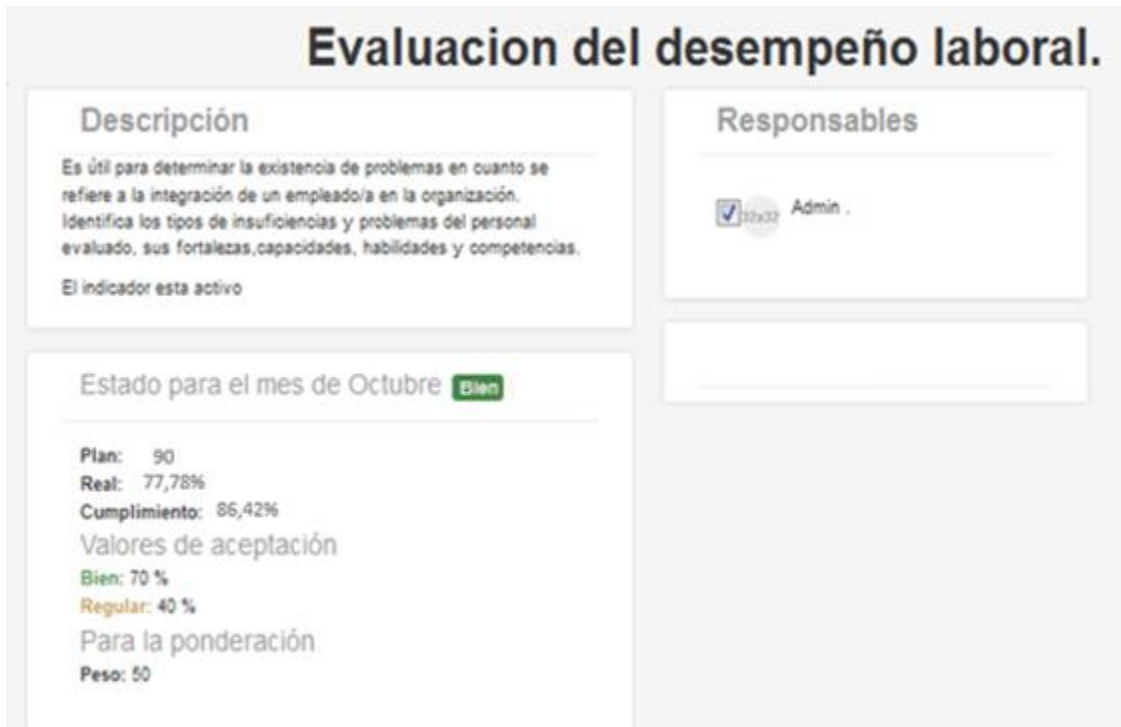 Evaluacion del desempeño laboral.
Descripción
Es útil para determinar la existencia de problemas en cuanto se
refiere a la integración de un empleado/a en la organización.
Identifica los tipos de insuficiencias y problemas del personal
evaluado, sus fortalezas,capacidades, habilidades y competencias.
El indicador esta activo
Responsables
32x32 Admin .
Estado para el mes de Octubre Bien
Plan: 90
Real: 77,78%
Cumplimiento: 86,42%
Valores de aceptación
Bien: 70 %
Regular: 40 %
Para la ponderación
Peso: 50